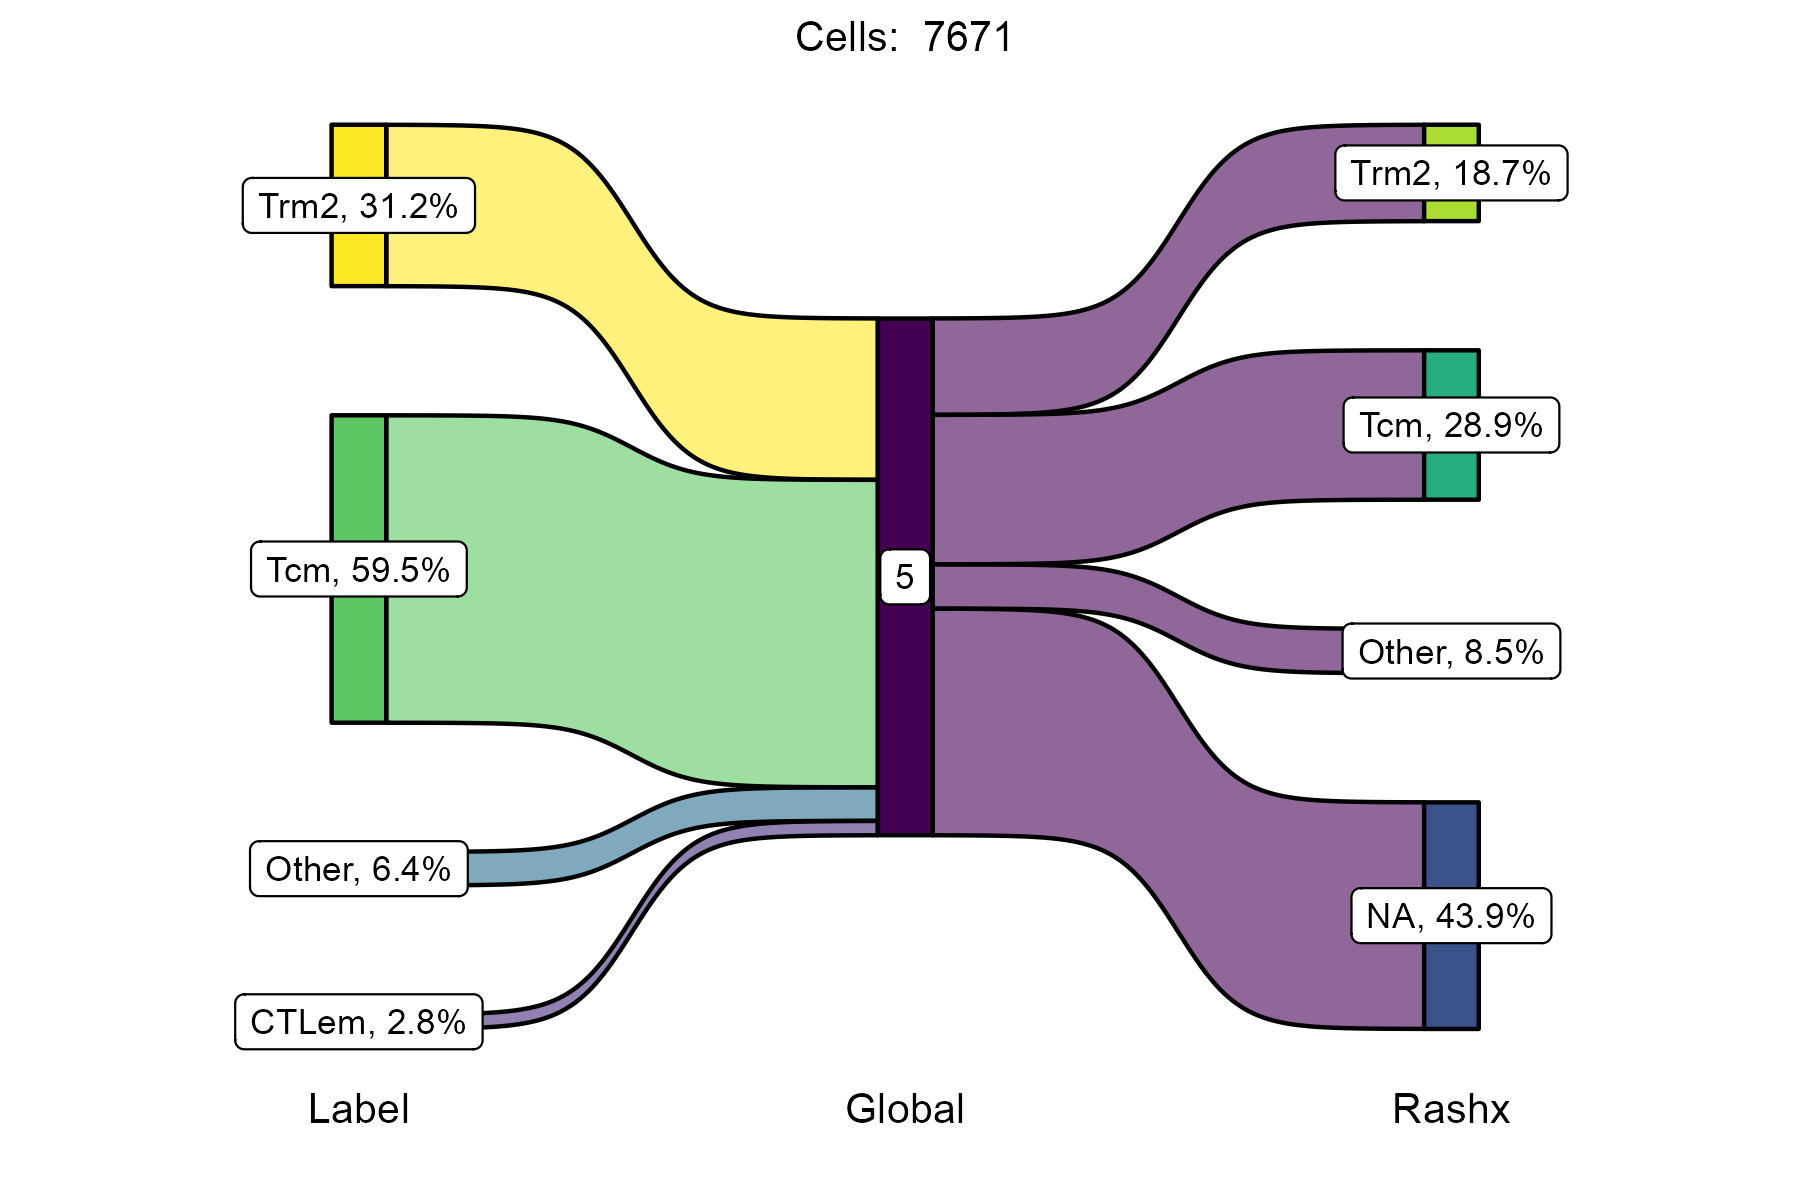 Cells: 7671
Trm2, 31.2%
Tcm, 59.5%
Other, 6.4%
CTLem, 2.8%
5
Trm2, 18.7%
Tcm, 28.9%
Other, 8.5%
NA, 43.9%
Label
Global
Rashx